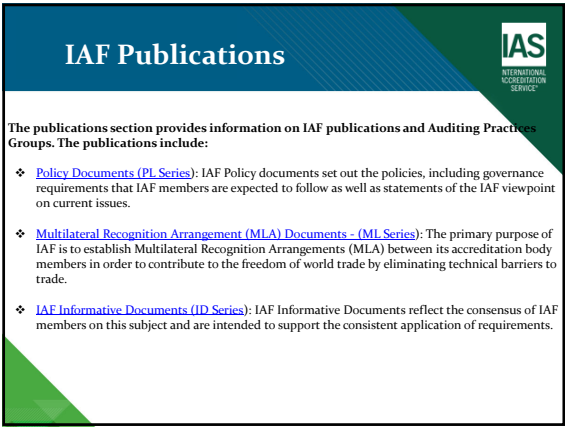 IAF Publications
IAS
INTERNATIONAL
ACCREDITATION
SERVICE®
The publications section provides information on IAF publications and Auditing Practices
Groups. The publications include:
❖ Policy Documents (PL Series): IAF Policy documents set out the policies, including governance
requirements that IAF members are expected to follow as well as statements of the IAF viewpoint
on current issues.
❖ Multilateral Recognition Arrangement (MLA) Documents - (ML Series): The primary purpose of
IAF is to establish Multilateral Recognition Arrangements (MLA) between its accreditation body
members in order to contribute to the freedom of world trade by eliminating technical barriers to
trade.
❖ IAF Informative Documents (ID Series): IAF Informative Documents reflect the consensus of IAF
members on this subject and are intended to support the consistent application of requirements.